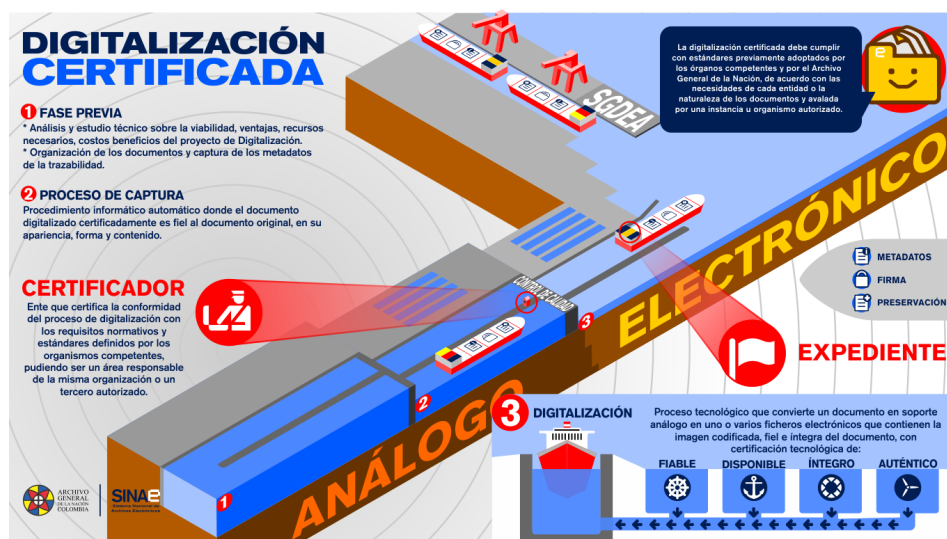 DIGITALIZACIÓN
CERTIFICADA
1 FASE PREVIA
* Análisis y estudio técnico sobre la viabilidad, ventajas, recursos
necesarios, costos beneficios del proyecto de Digitalización.
* Organización de los documentos y captura de los metadatos
de la trazabilidad.
2 PROCESO DE CAPTURA
Procedimiento informático automático donde el documento
digitalizado certificadamente es fiel al documento original, en su
apariencia, forma y contenido.
CERTIFICADOR
Ente que certifica la conformidad
del proceso de digitalización con
los requisitos normativos y
estándares definidos por los
organismos competentes,
pudiendo ser un área responsable
de la misma organización o un
tercero autorizado.
La digitalización certificada debe cumplir
con estándares previamente adoptados por
los órganos competentes y por el Archivo
General de la Nación, de acuerdo con las
necesidades de cada entidad o la
naturaleza de los documentos y avalada
por una instancia u organismo autorizado.
e
SGDEA
CONTROL DE CALIDAD
ELECTRÓNICO
ANÁLOGO
1
2
3
METADATOS
FIRMA
PRESERVACIÓN
EXPEDIENTE
3 DIGITALIZACIÓN
Proceso tecnológico que convierte un documento en soporte
análogo en uno o varios ficheros electrónicos que contienen la
imagen codificada, fiel e integra del documento, con
certificación tecnológica de:
FIABLE DISPONIBLE ÍNTEGRO AUTÉNTICO
ARCHIVO
GENERAL
DE LA NACIÓN
COLOMBIA
SINAe
Sistema Nacional de
Archivos Electrónicos